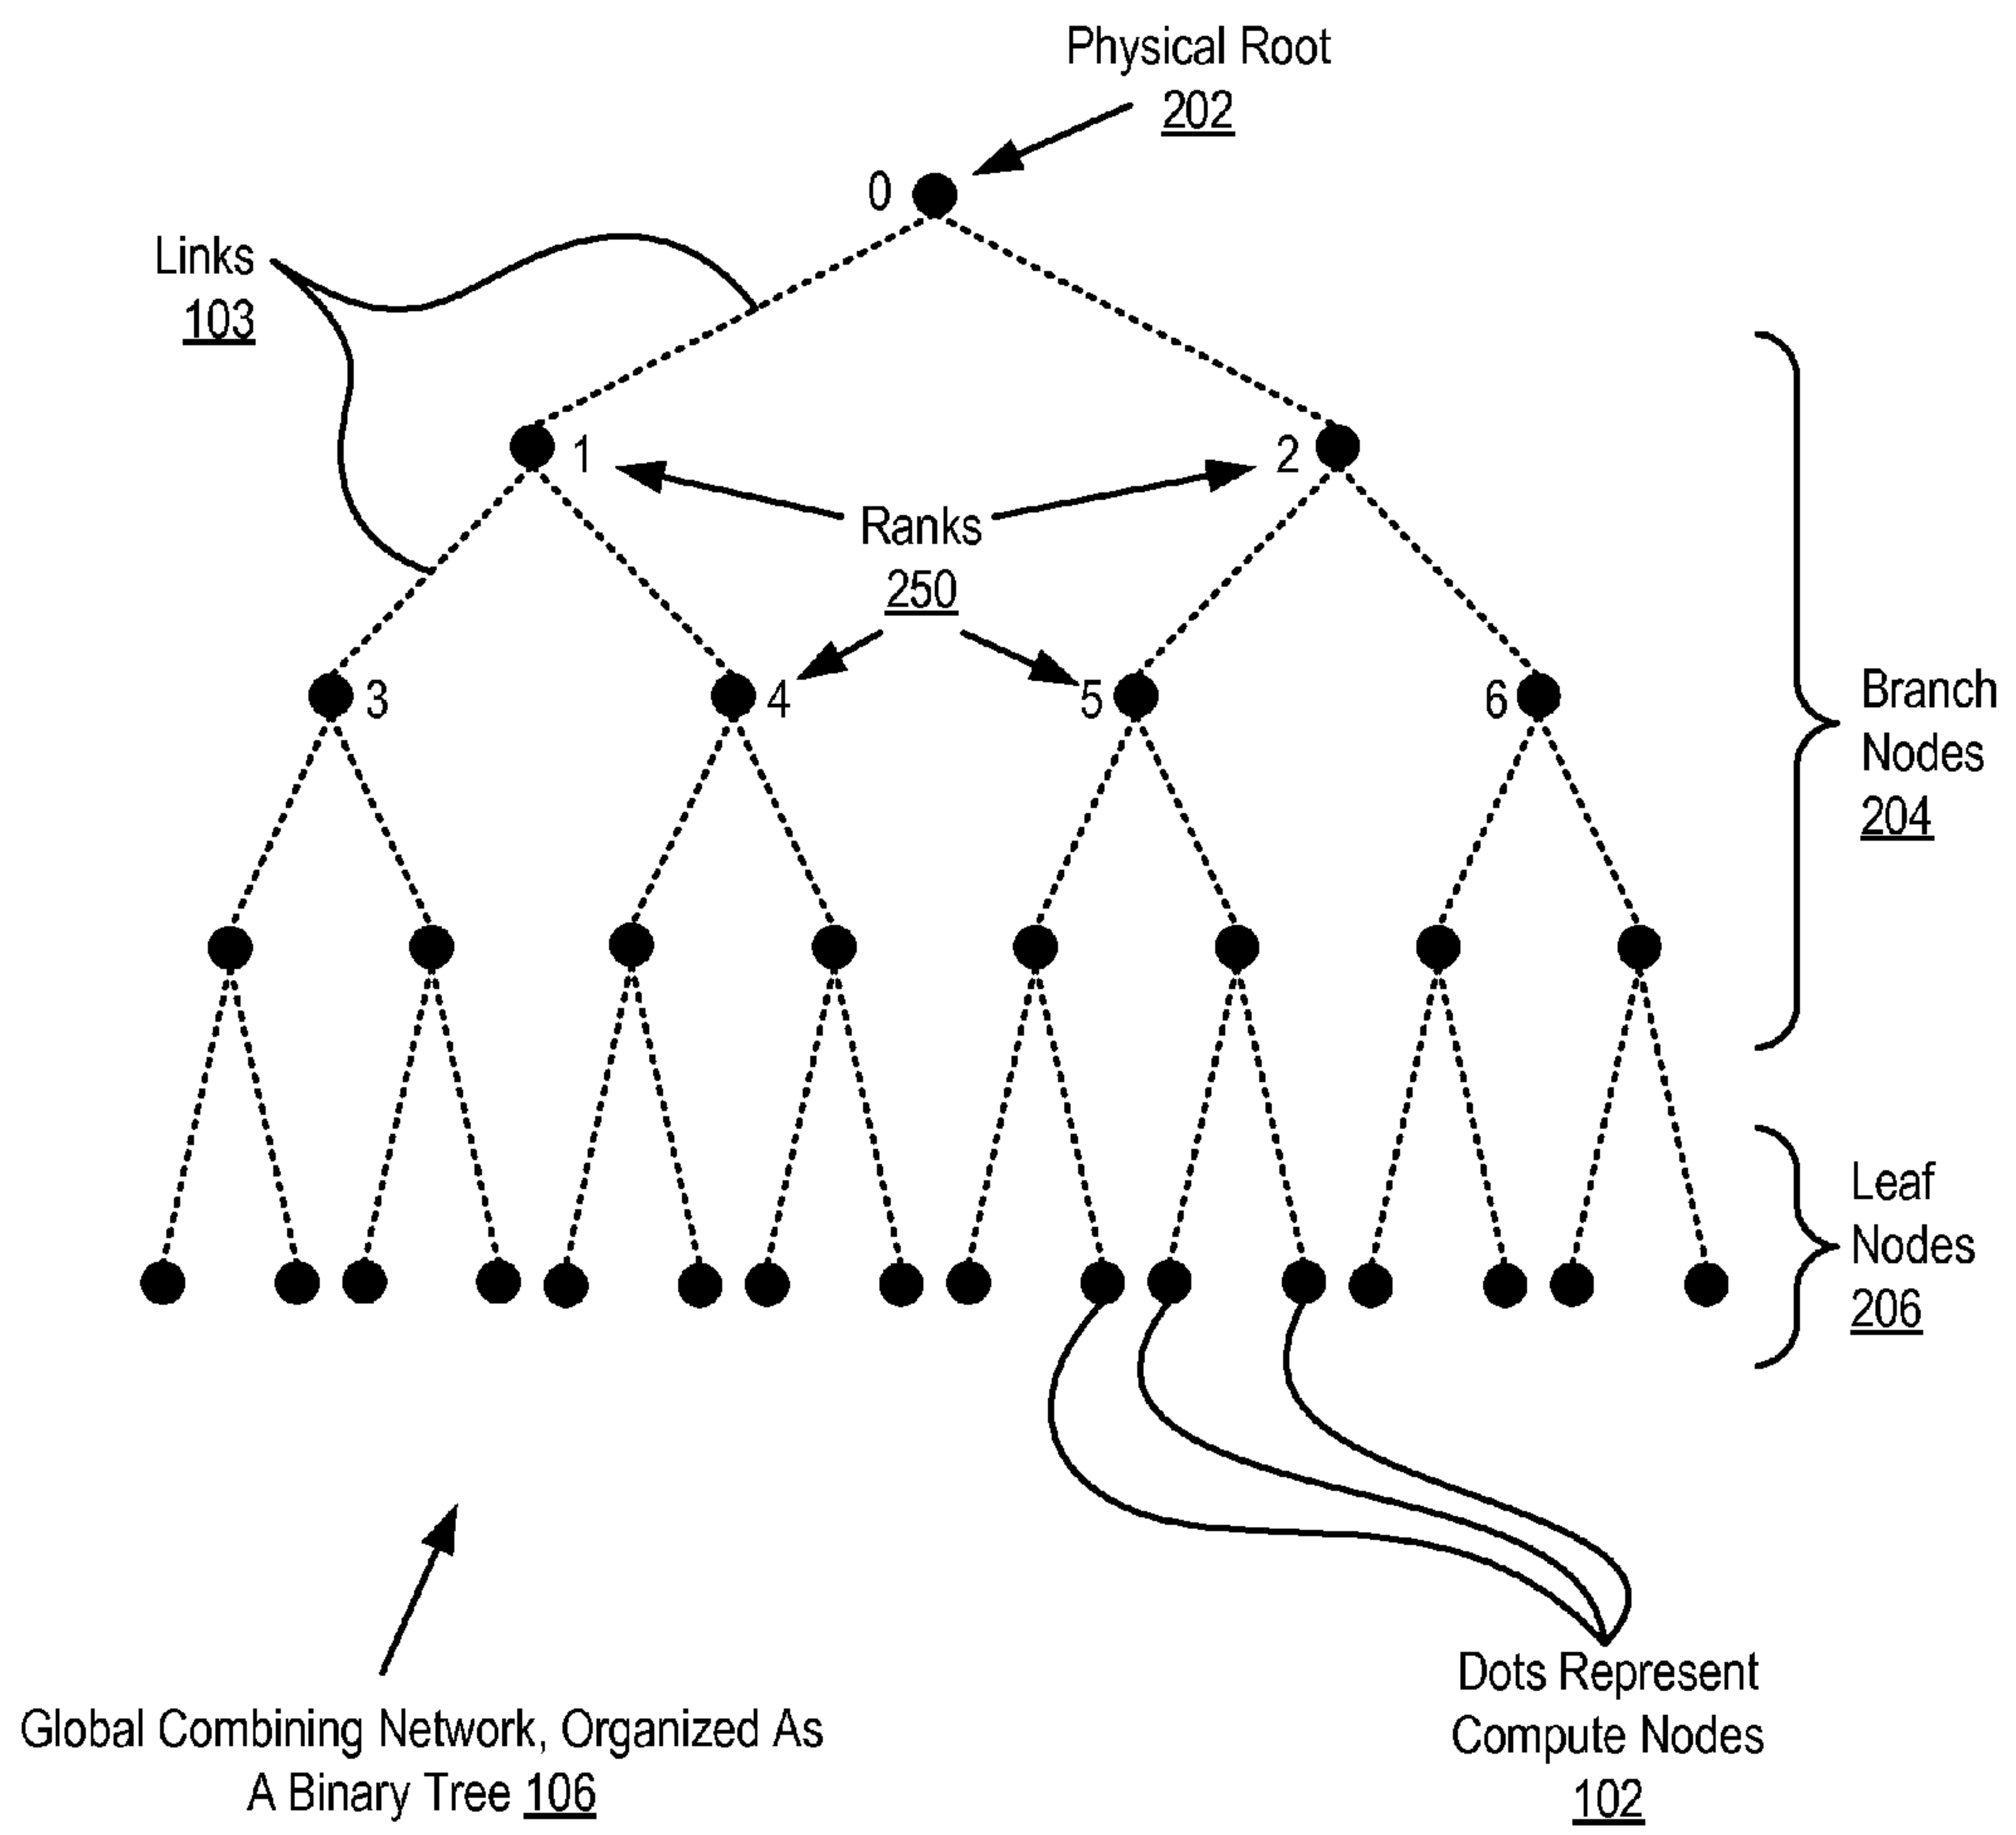 Physical Root
202
0
Links
103
1
2
Ranks
250
3
4
5
6
Branch
Nodes
204
Leaf
Nodes
206
Dots Represent
Compute Nodes
102
Global Combining Network, Organized As
A Binary Tree 106